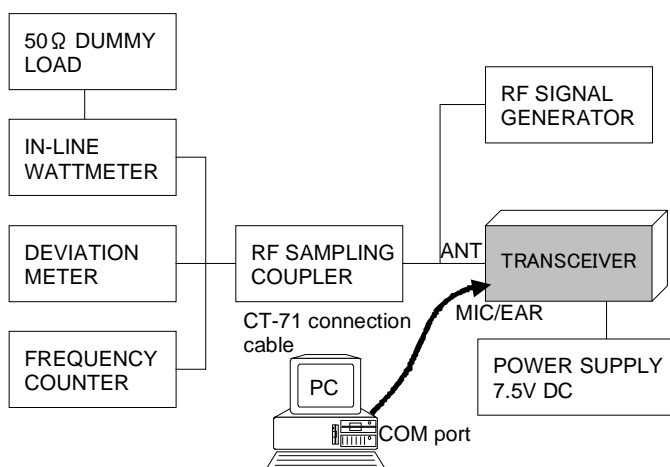 50Ω DUMMY
LOAD
IN-LINE
WATTMETER
DEVIATION
METER
FREQUENCY
COUNTER
RF SAMPLING
COUPLER
CT-71 connection
cable
RF SIGNAL
GENERATOR
ANT
TRANSCEIVER
MIC/EAR
POWER SUPPLY
7.5V DC
PC
COM port